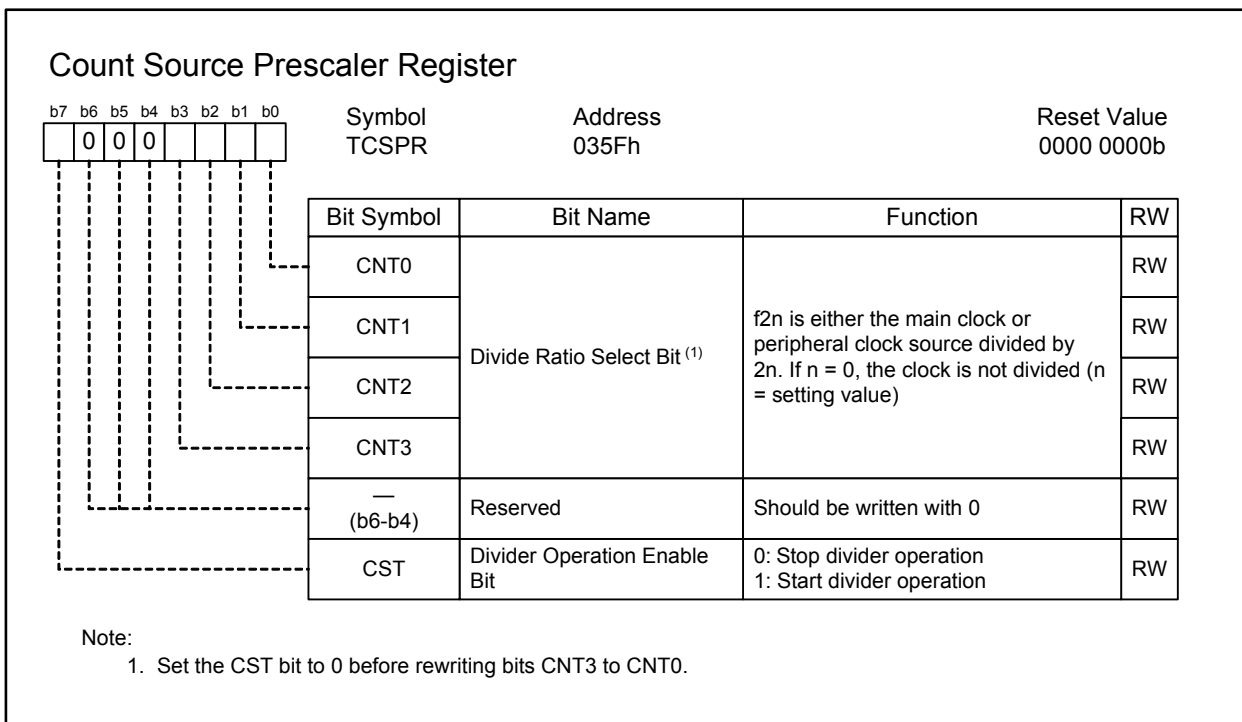 Count Source Prescaler Register
b7 b6 b5 b4 b3 b2 b1 b0
0 0 0
Symbol Address Reset Value
TCSPR 035Fh 0000 0000b
Bit Symbol Bit Name Function RW
CNT0 RW
CNT1 RW
CNT2 RW
CNT3 RW
Divide Ratio Select Bit (1)
f2n is either the main clock or
peripheral clock source divided by
2n. If n = 0, the clock is not divided (n
= setting value)
—
(b6-b4) Reserved Should be written with 0 RW
CST Divider Operation Enable
Bit
0: Stop divider operation
1: Start divider operation
RW
Note:
1. Set the CST bit to 0 before rewriting bits CNT3 to CNT0.